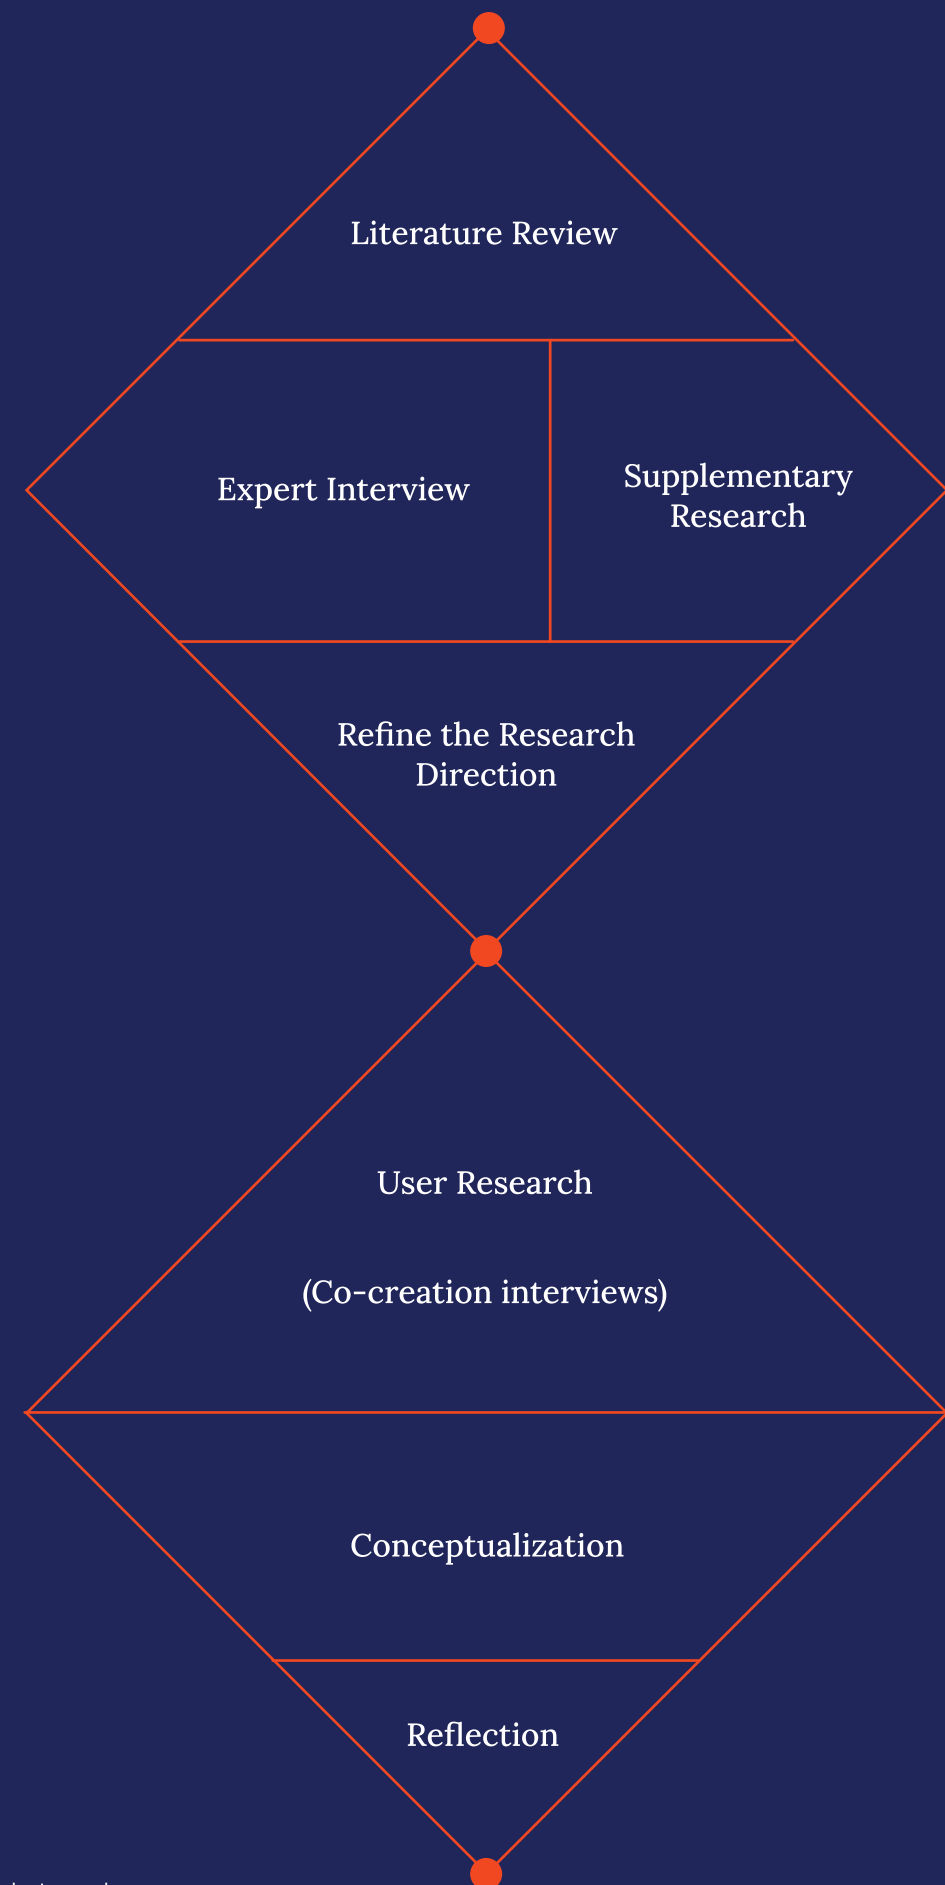 Literature Review
Expert Interview
Supplementary
Research
Refine the Research
Direction
User Research
(Co-creation interviews)
Conceptualization
Reflection